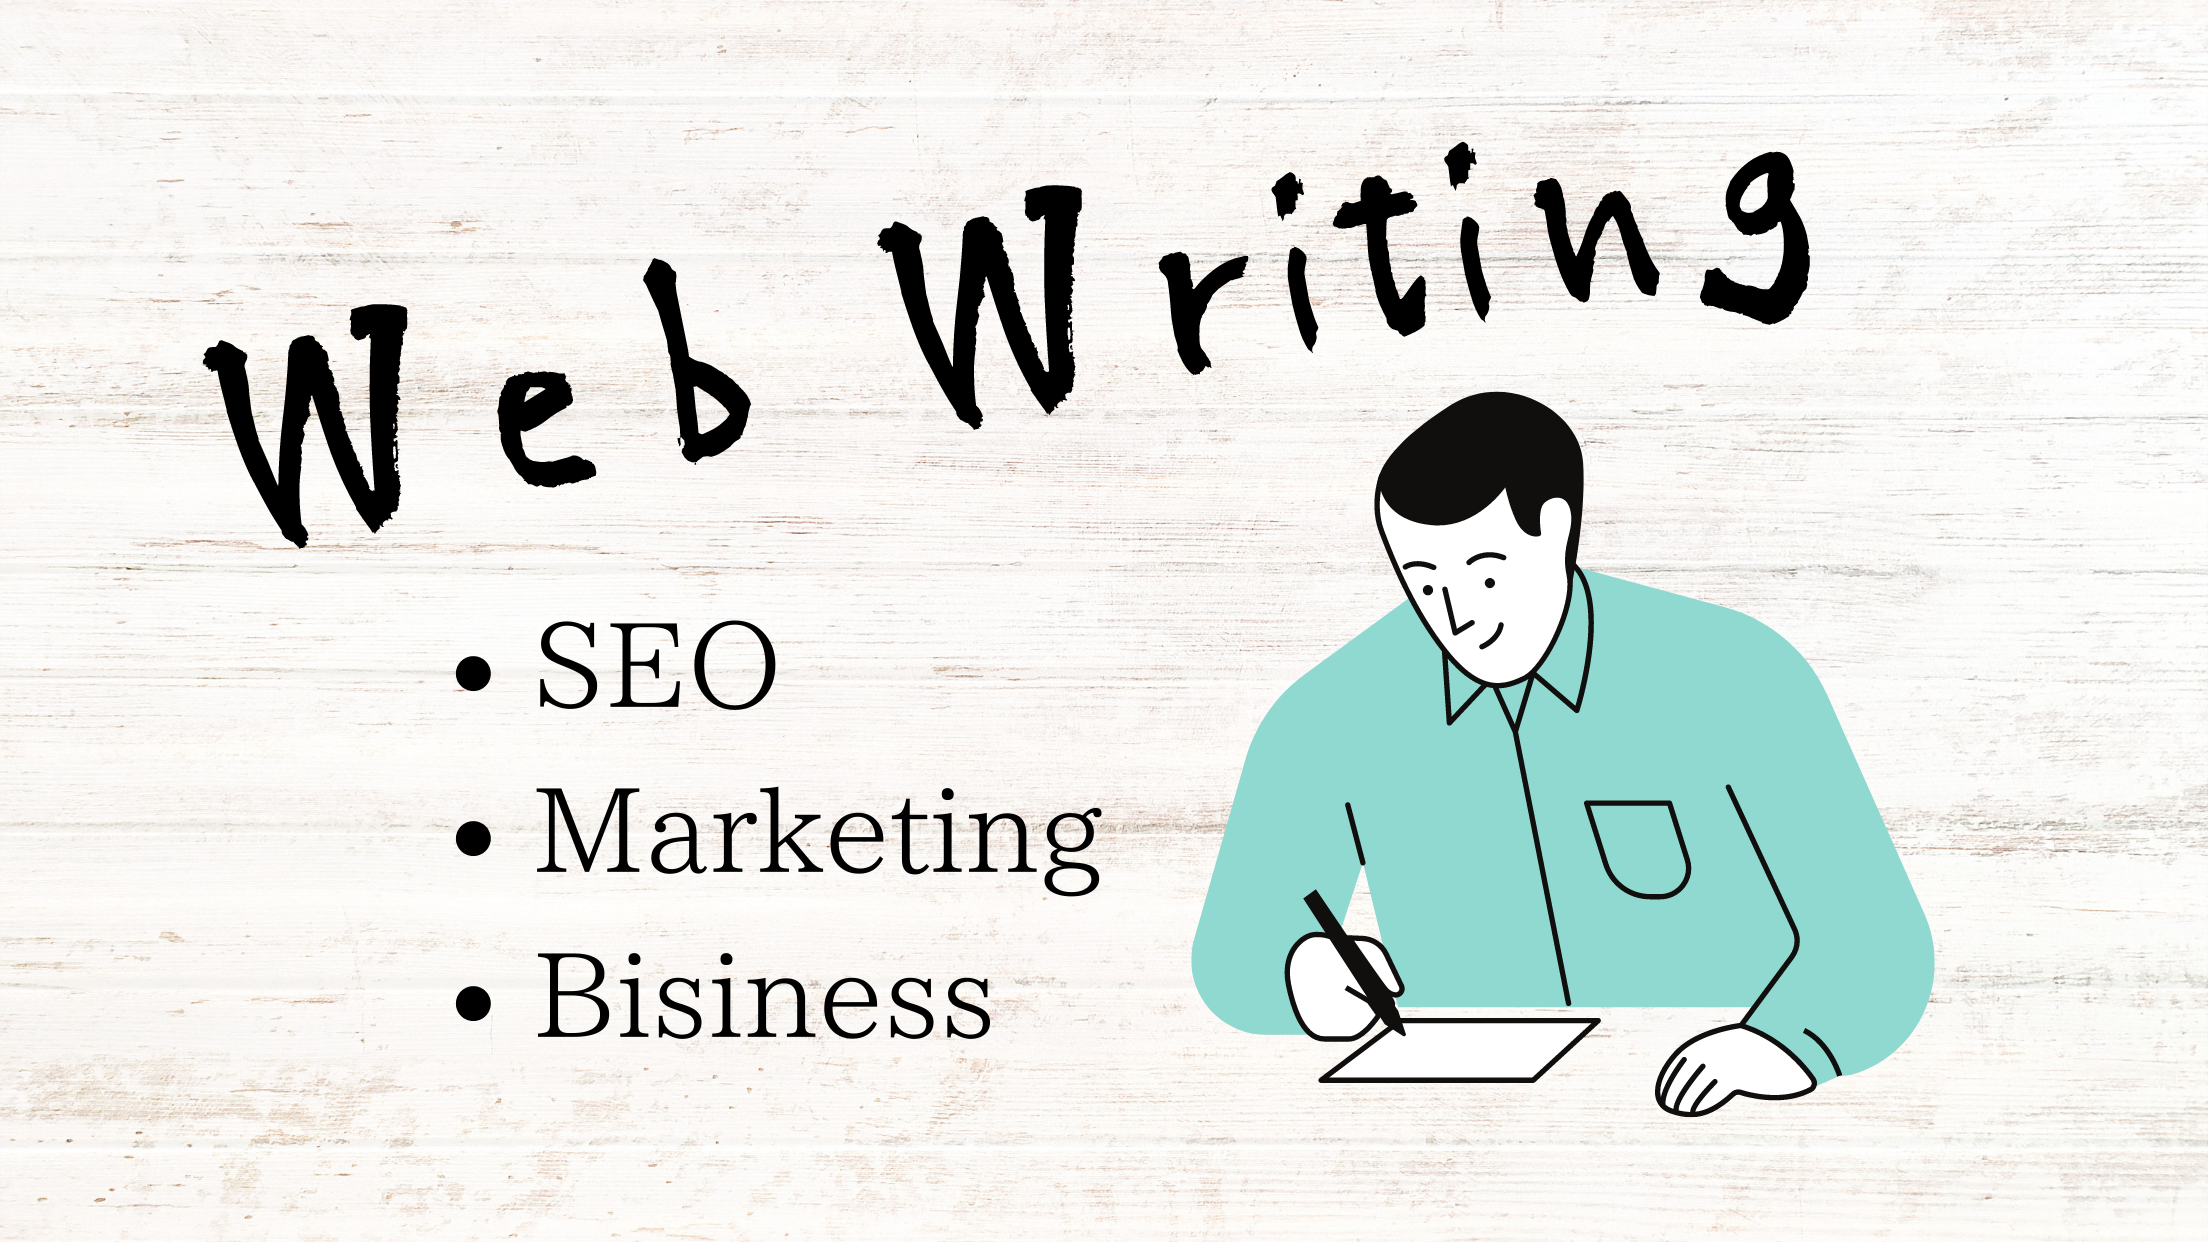 Web Writing
• SEO
• Marketing
• Bisiness